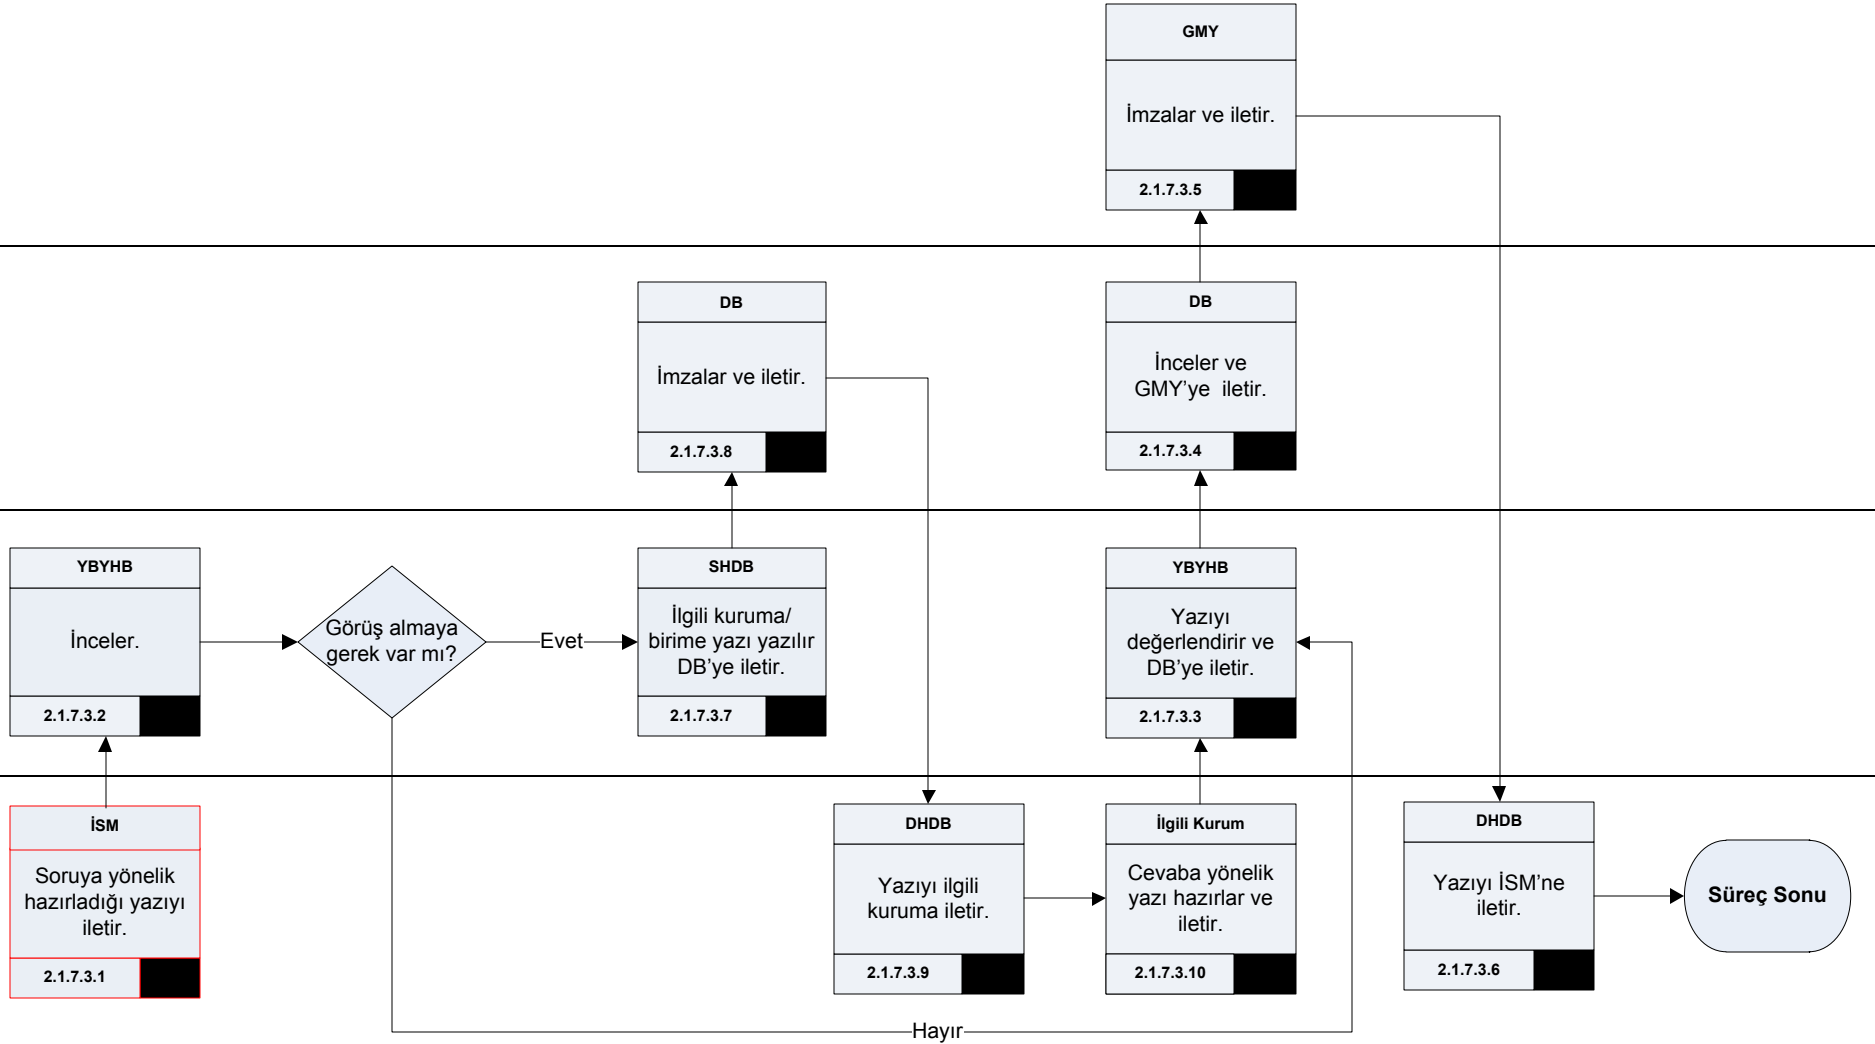 GMY
İmzalar ve iletir.
2.1.7.3.5
DB
İmzalar ve iletir.
2.1.7.3.8
DB
İnceler ve
GMY’ye  iletir.
2.1.7.3.4
YBYHB
İnceler.
2.1.7.3.2
Görüş almaya
gerek var mı?
Evet
SHDB
İlgili kuruma/
birime yazı yazılır
DB’ye iletir.
2.1.7.3.7
YBYHB
Yazıyı
değerlendirir ve
DB’ye iletir.
2.1.7.3.3
İSM
Soruya yönelik
hazırladığı yazıyı
iletir.
2.1.7.3.1
DHDB
Yazıyı ilgili
kuruma iletir.
2.1.7.3.9
İlgili Kurum
Cevaba yönelik
yazı hazırlar ve
iletir.
2.1.7.3.10
DHDB
Yazıyı İSM’ne
iletir.
2.1.7.3.6
Süreç Sonu
Hayır